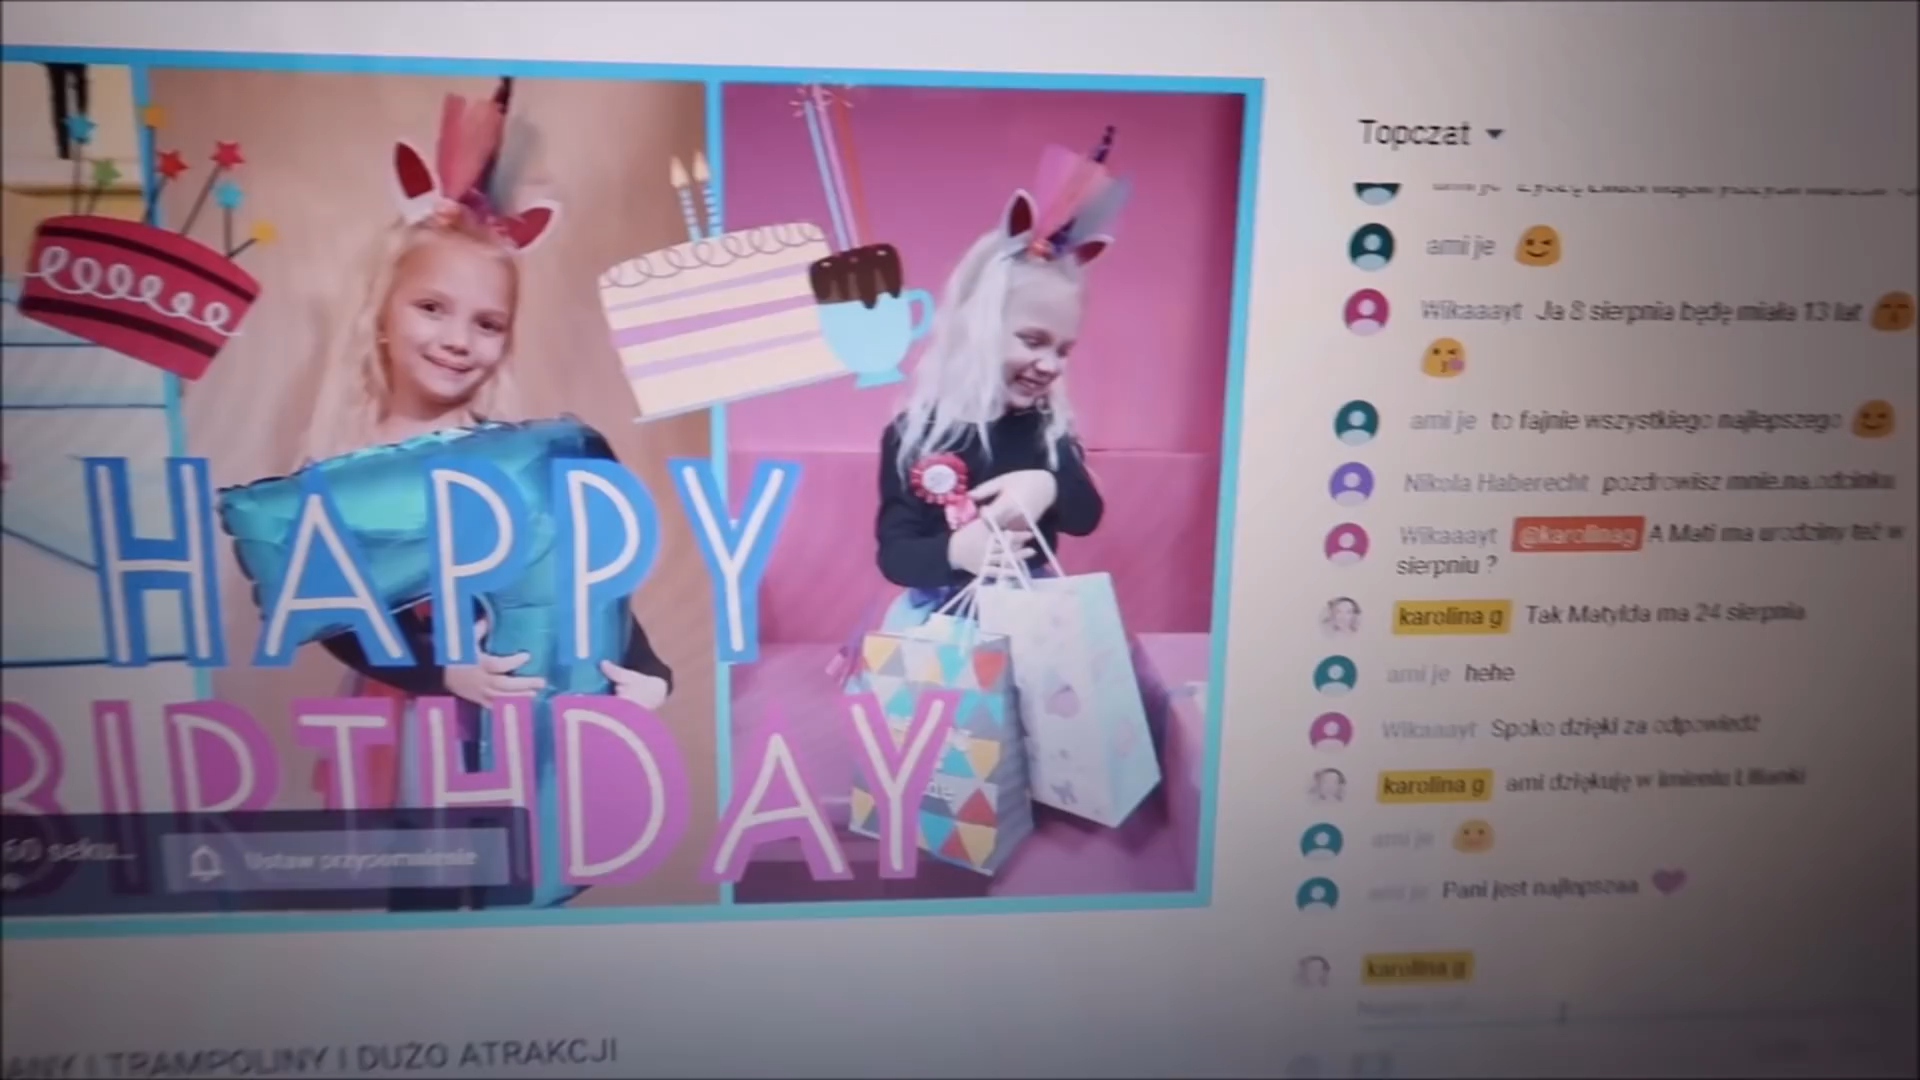 HAPPY
BIRTHDAY
60 seku...
Ustaw przypomnienie
I TRAMPOLINY I DUŻO ATRAKCJI
Topczat
ami je
Wikaaayt Ja 8 sierpnia będę miała 13 lat
ami je to fajnie wszystkiego najlepszego
Nikola Haberecht pozdrowisz mnie.na.odcinku
Wikaaayt @karolinag A Mati ma urodziny też w
sierpniu ?
karolina g Tak Matylda ma 24 sierpnia
ami je hehe
Wikaaayt Spoko dzięki za odpowiedź
karolina g ami dziękuję w imieniu Lilianki
ami je
ami je Pani jest najlepszaa
karolina g